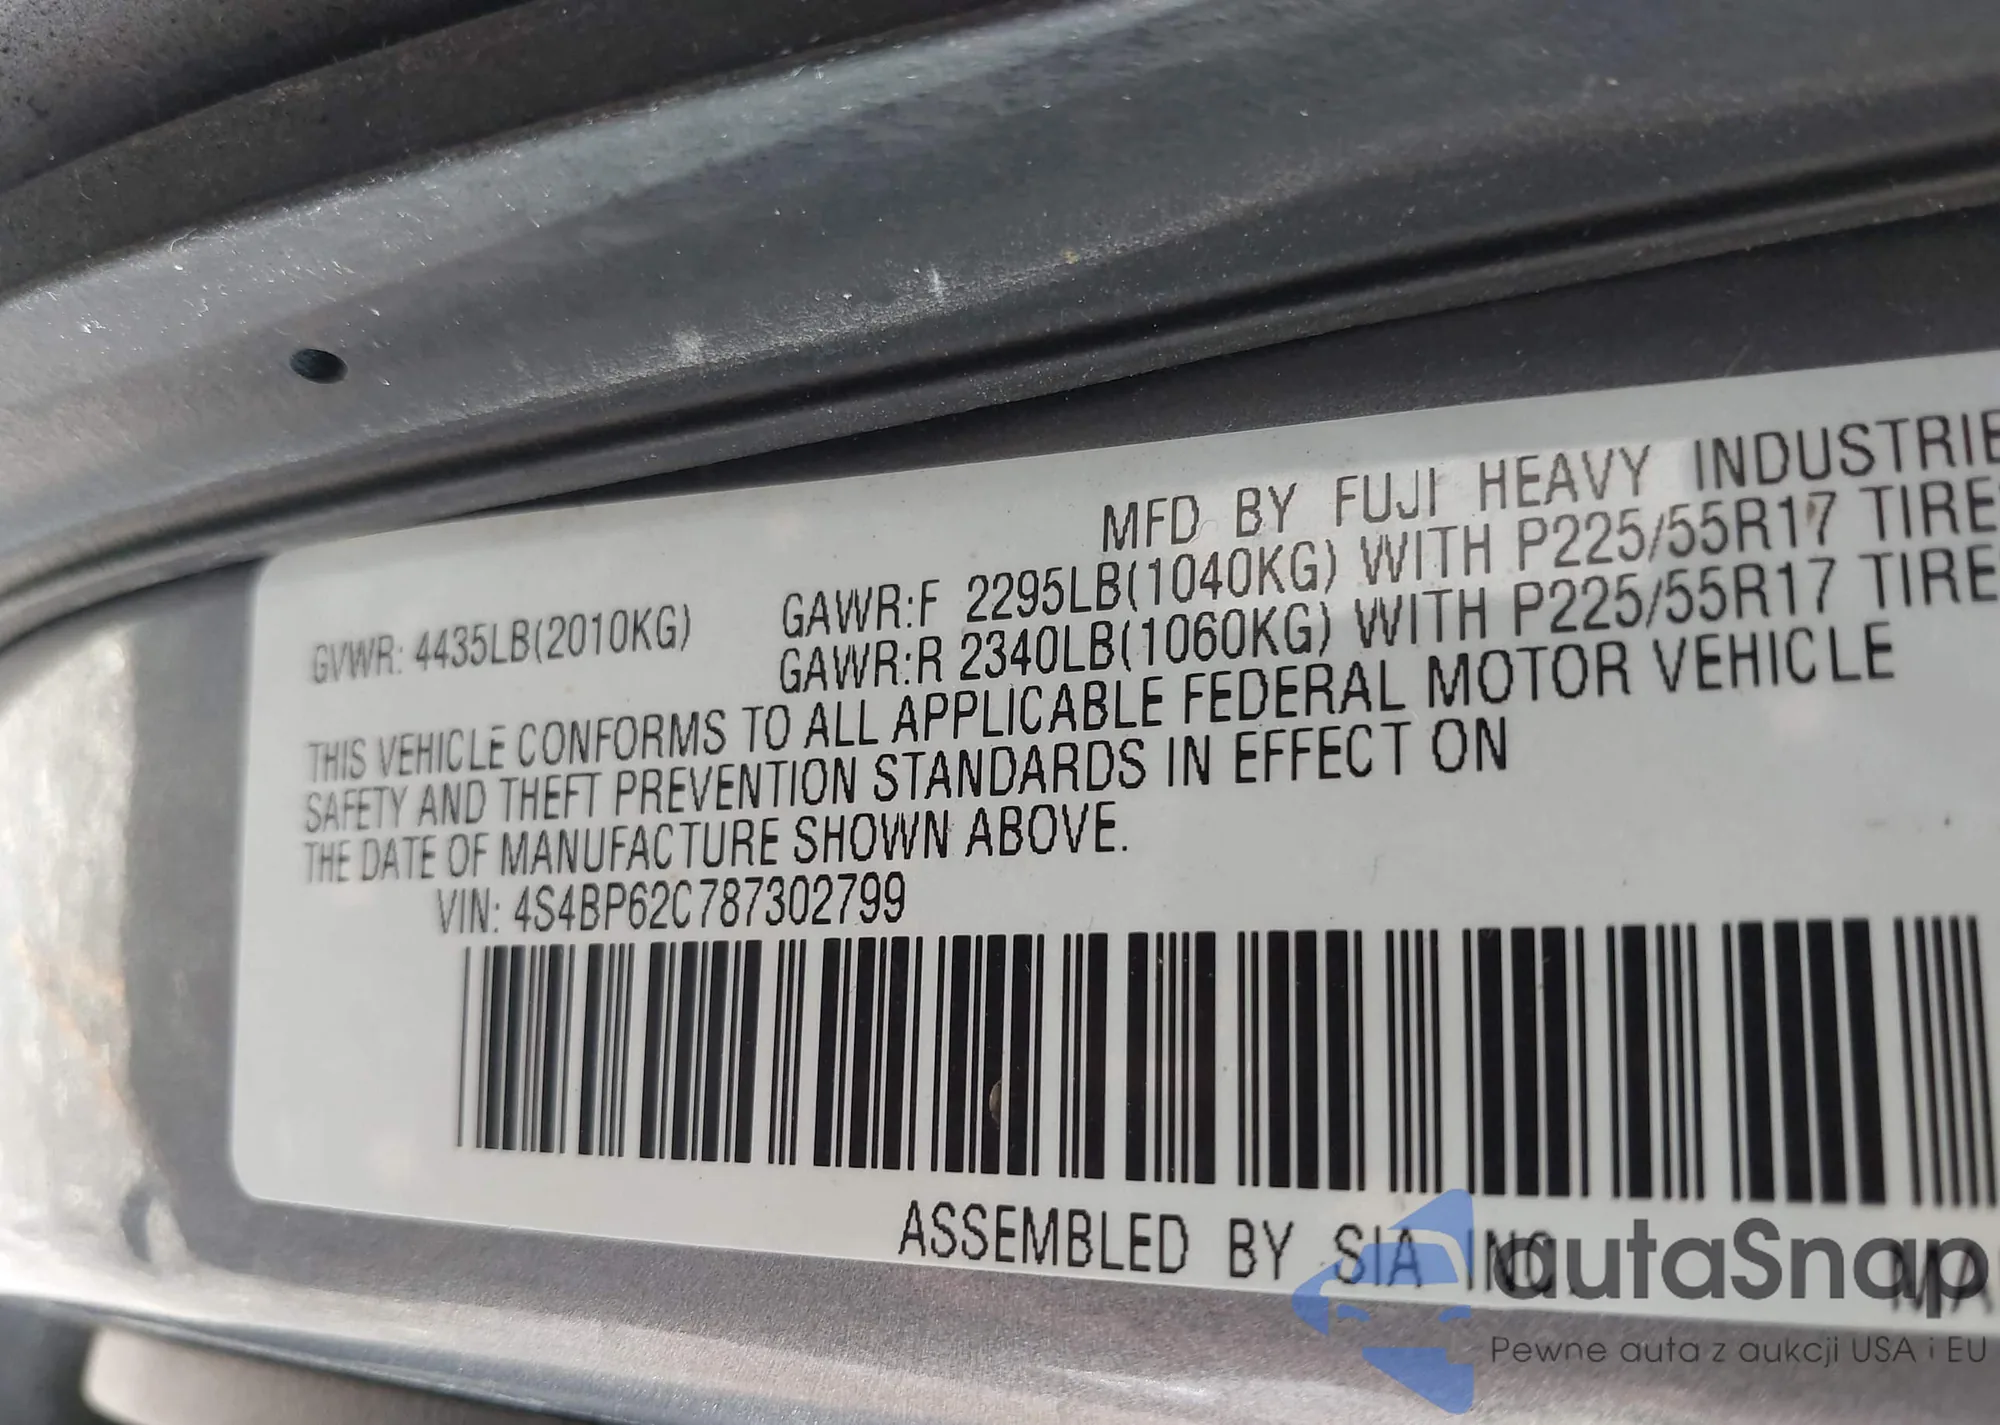 MFD BY FUJI HEAVY INDUSTRIE
GVWR: 4435LB(2010KG) GAWR:F 2295LB(1040KG) WITH P225/55R17 TIRE
GAWR:R 2340LB(1060KG) WITH P225/55R17 TIRE
THIS VEHICLE CONFORMS TO ALL APPLICABLE FEDERAL MOTOR VEHICLE
SAFETY AND THEFT PREVENTION STANDARDS IN EFFECT ON
THE DATE OF MANUFACTURE SHOWN ABOVE.
VIN: 4S4BP62C787302799
ASSEMBLED BY SIA INC. MA
autaSnap
Pewne auta z aukcji USA i EU